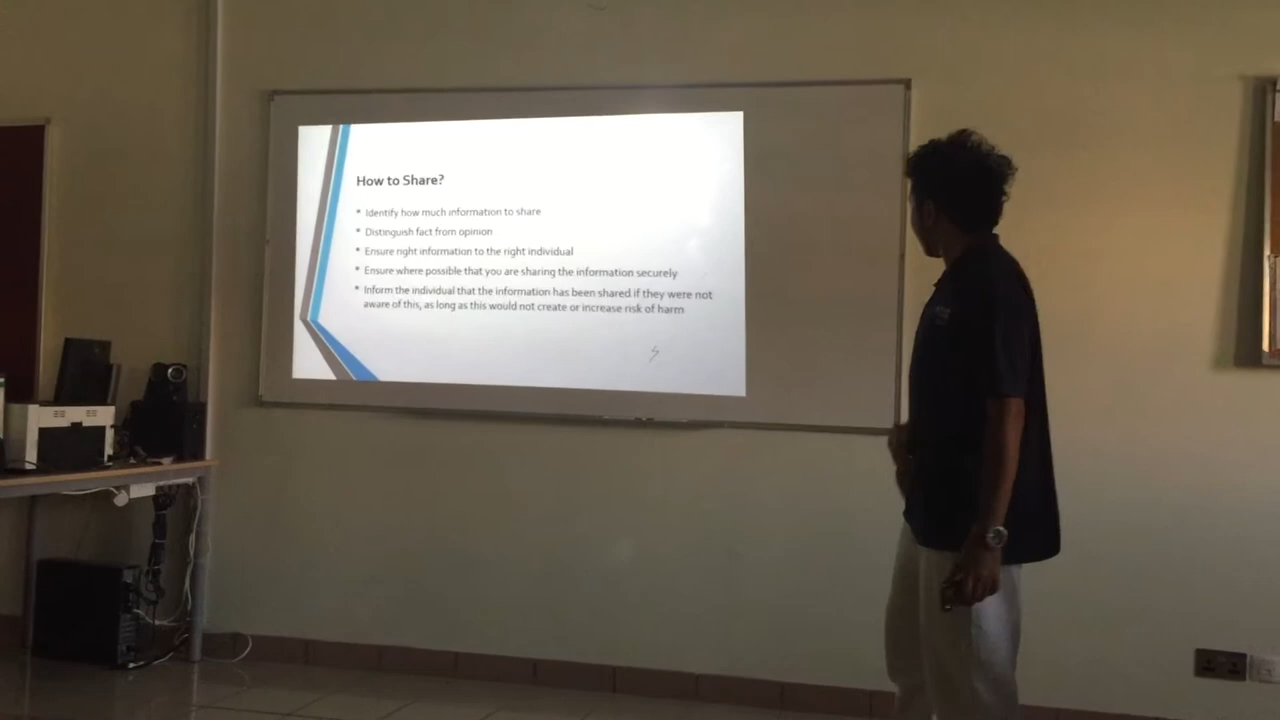 How to Share?
* Identify how much information to share
* Distinguish fact from opinion
* Ensure right information to the right individual
* Ensure where possible that you are sharing the information securely
* Inform the individual that the information has been shared if they were not
aware of this, as long as this would not create or increase risk of harm